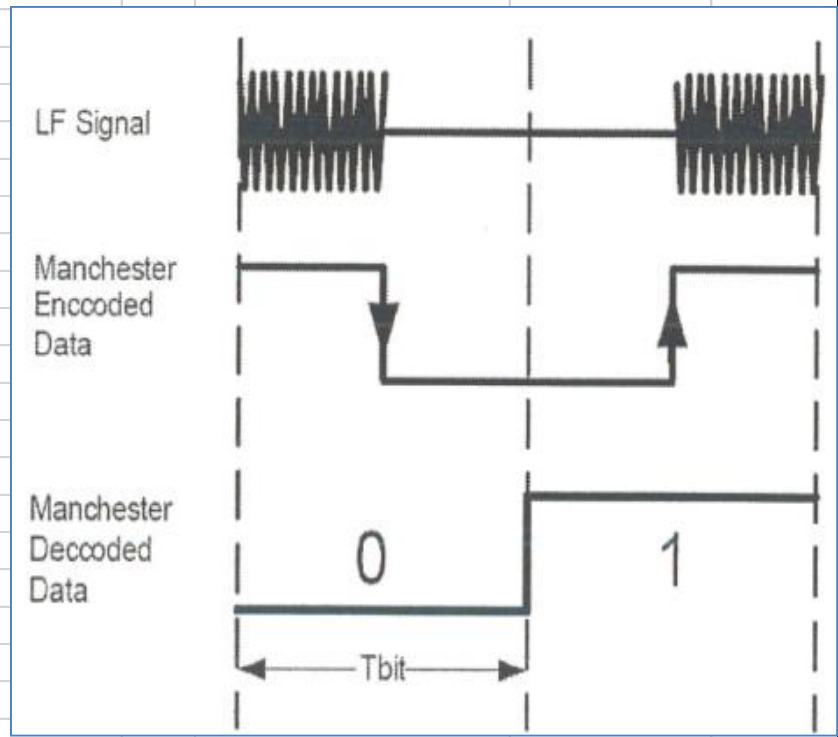 LF Signal
Manchester
Enccoded
Data
Manchester
Deccoded
Data
0
1
Tbit